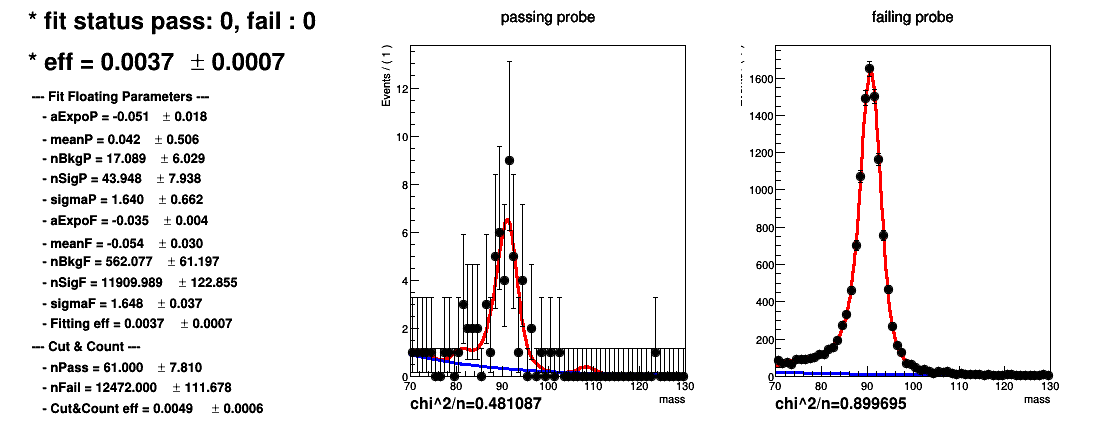 * fit status pass: 0, fail : 0
* eff = 0.0037 ± 0.0007
--- Fit Floating Parameters ---
- aExpoP = -0.051 ± 0.018
- meanP = 0.042 ± 0.506
- nBkgP = 17.089 ± 6.029
- nSigP = 43.948 ± 7.938
- sigmaP = 1.640 ± 0.662
- aExpoF = -0.035 ± 0.004
- meanF = -0.054 ± 0.030
- nBkgF = 562.077 ± 61.197
- nSigF = 11909.989 ± 122.855
- sigmaF = 1.648 ± 0.037
- Fitting eff = 0.0037 ± 0.0007
--- Cut & Count ---
- nPass = 61.000 ± 7.810
- nFail = 12472.000 ± 111.678
- Cut&Count eff = 0.0049 ± 0.0006
passing probe
Events / ( 1 )
12
10
8
6
4
2
0
70 80 90 100 110 120 130
mass
chi^2/n=0.481087
failing probe
1600
1400
1200
1000
800
600
400
200
0
70 80 90 100 110 120 130
mass
chi^2/n=0.899695